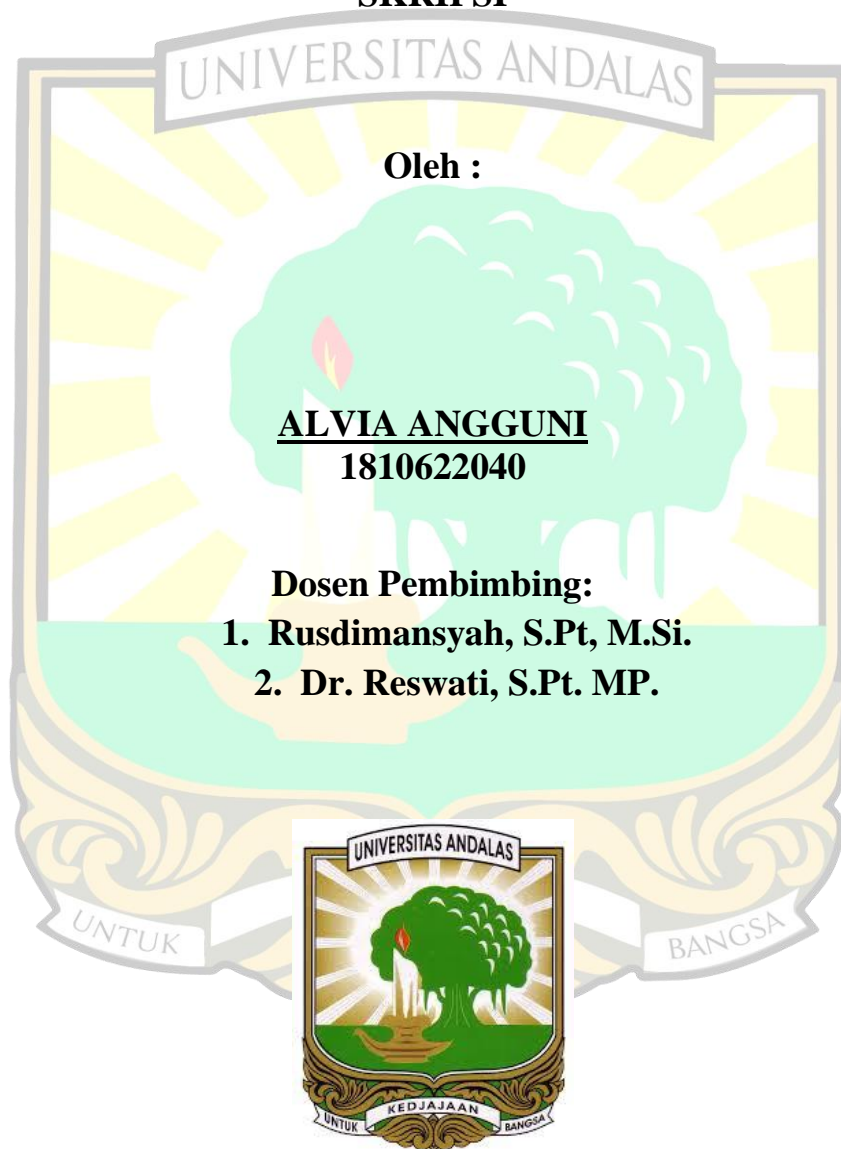 SKRIPSI
UNIVERSITAS ANDALAS
Oleh :
ALVIA ANGGUNI
1810622040
Dosen Pembimbing:
1. Rusdimansyah, S.Pt, M.Si.
2. Dr. Reswati, S.Pt. MP.
UNIVERSITAS ANDALAS
UNTUK
BANGSA
UNTUK KEDJAJAAN BANGSA